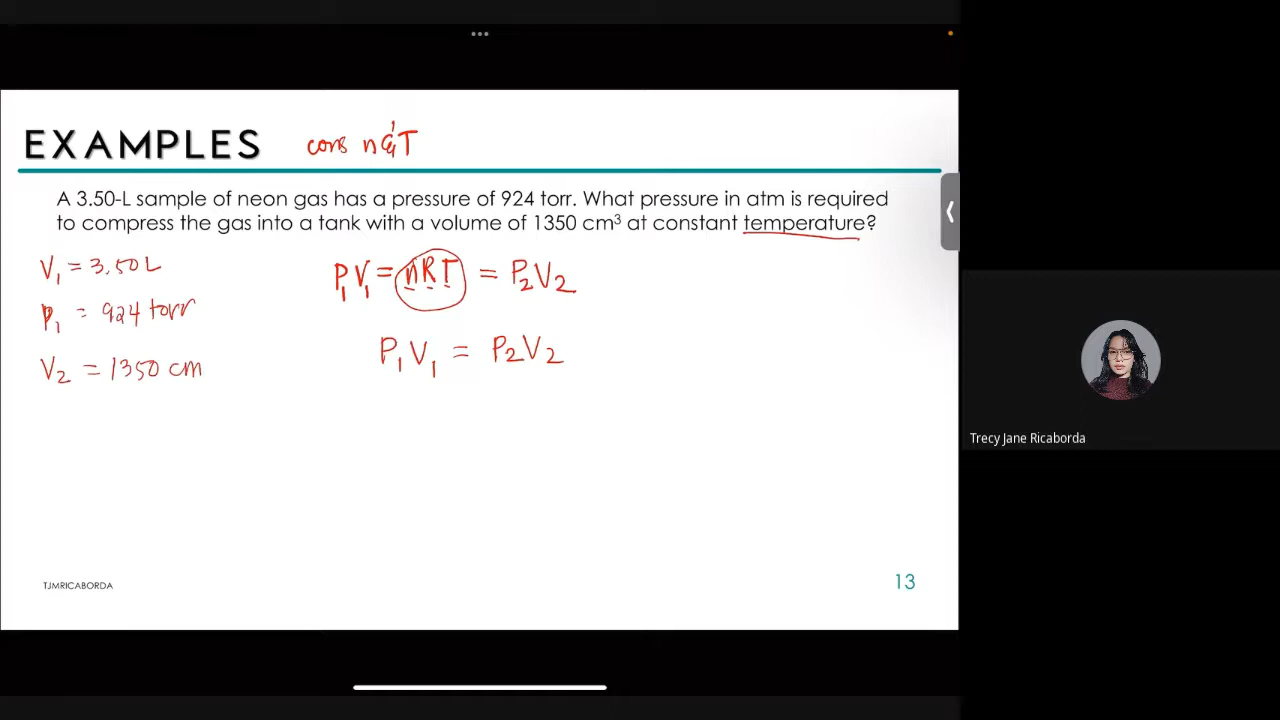 EXAMPLES
cons n & T
A 3.50-L sample of neon gas has a pressure of 924 torr. What pressure in atm is required
to compress the gas into a tank with a volume of 1350 cm³ at constant temperature?
V₁ = 3.50 L
P₁V₁ = nRT = P₂V₂
P₁ = 924 torr
P₁V₁ = P₂V₂
V₂ = 1350 cm
Trecy Jane Ricaborda
TJMRICABORDA
13